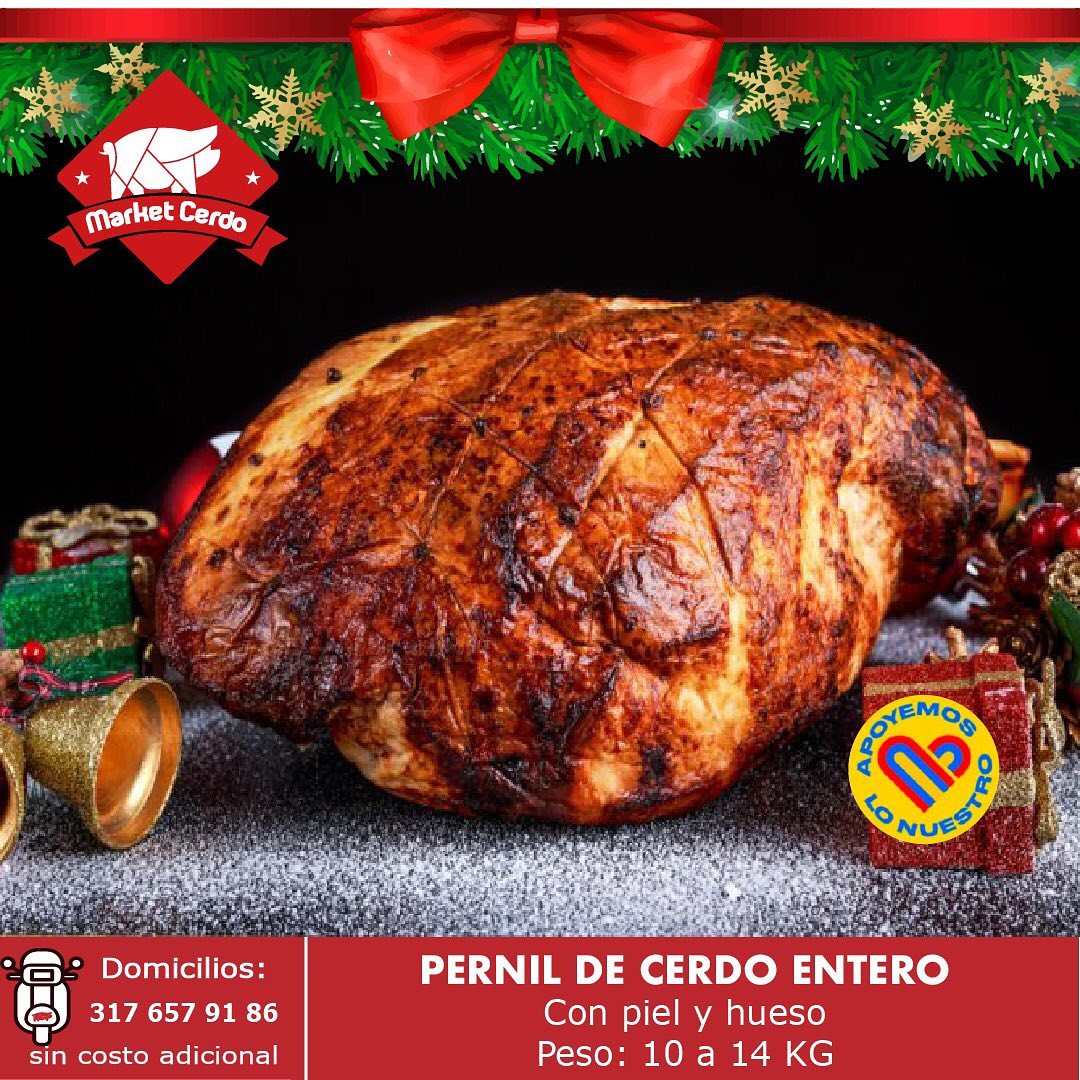 Market Cerdo
APOYEMOS
LO NUESTRO
Domicilios:
317 657 91 86
sin costo adicional
PERNIL DE CERDO ENTERO
Con piel y hueso
Peso: 10 a 14 KG